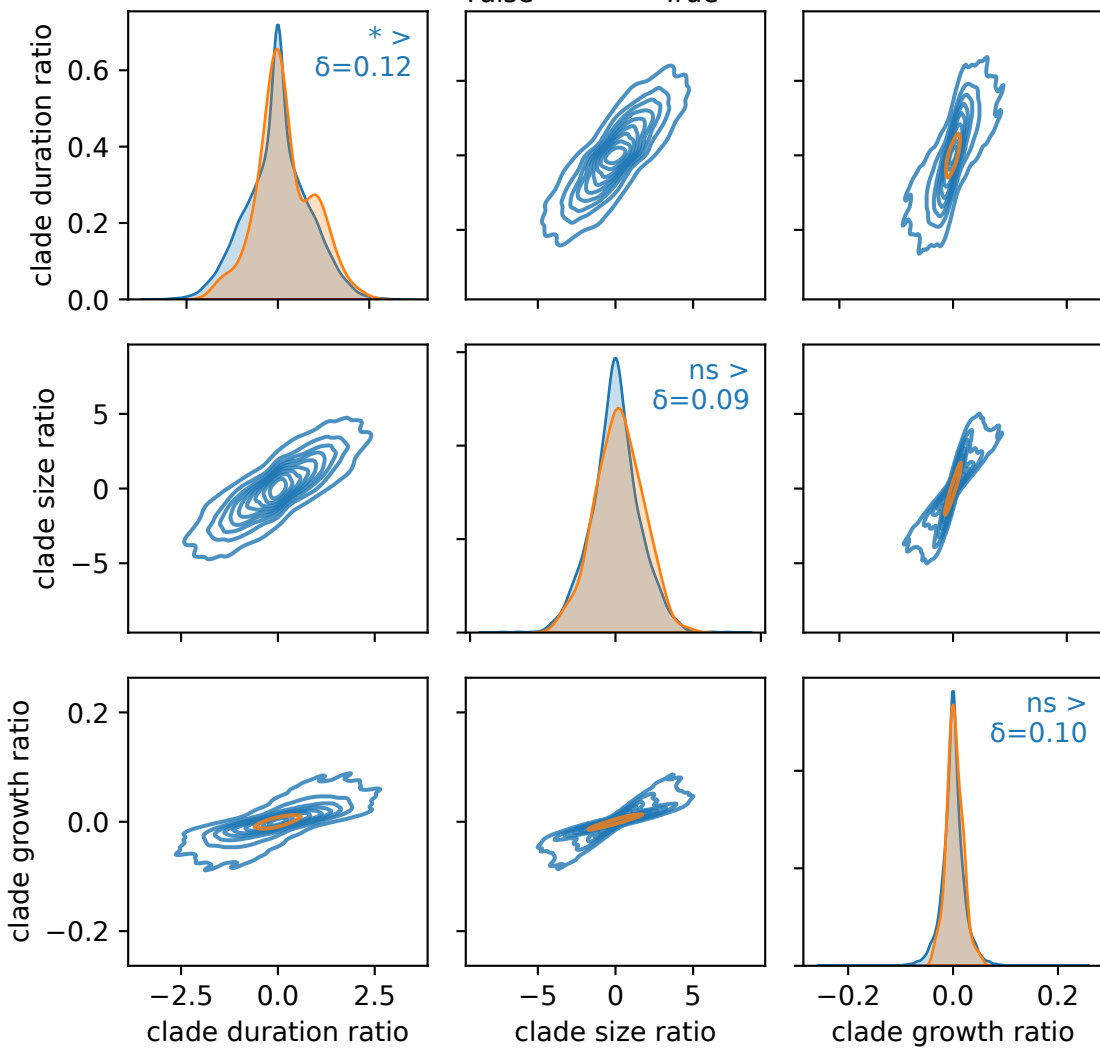 clade duration ratio
0.6
0.4
0.2
0.0
* >
δ=0.12
clade size ratio
5
0
−5
ns >
δ=0.09
clade growth ratio
0.2
0.0
−0.2
ns >
δ=0.10
−2.5 0.0 2.5
−5 0 5
−0.2 0.0 0.2
clade duration ratio
clade size ratio
clade growth ratio